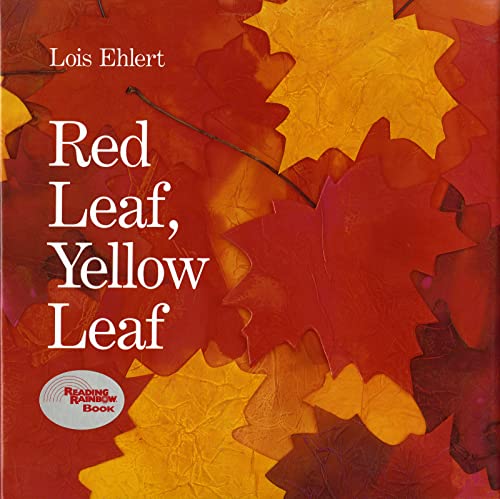 Lois Ehlert
Red
Leaf,
Yellow
Leaf
READING
RAINBOW
BOOK